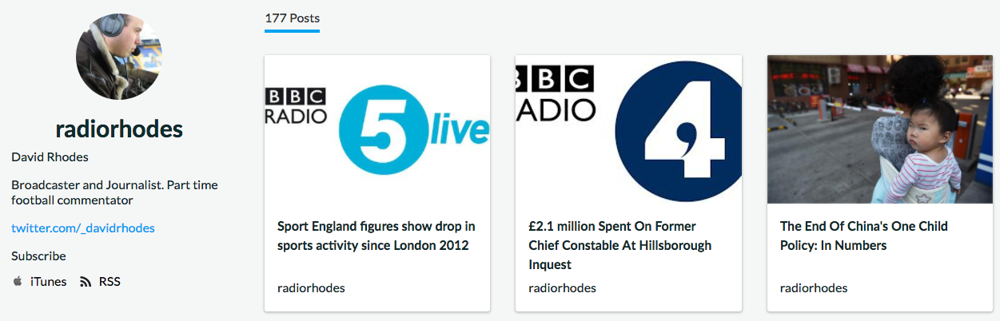 177 Posts
radiorhodes
David Rhodes
Broadcaster and Journalist. Part time
football commentator
twitter.com/_davidrhodes
Subscribe
iTunes RSS
BBC
RADIO
5 live
Sport England figures show drop in
sports activity since London 2012
radiorhodes
BBC
RADIO
4
£2.1 million Spent On Former
Chief Constable At Hillsborough
Inquest
radiorhodes
The End Of China's One Child
Policy: In Numbers
radiorhodes